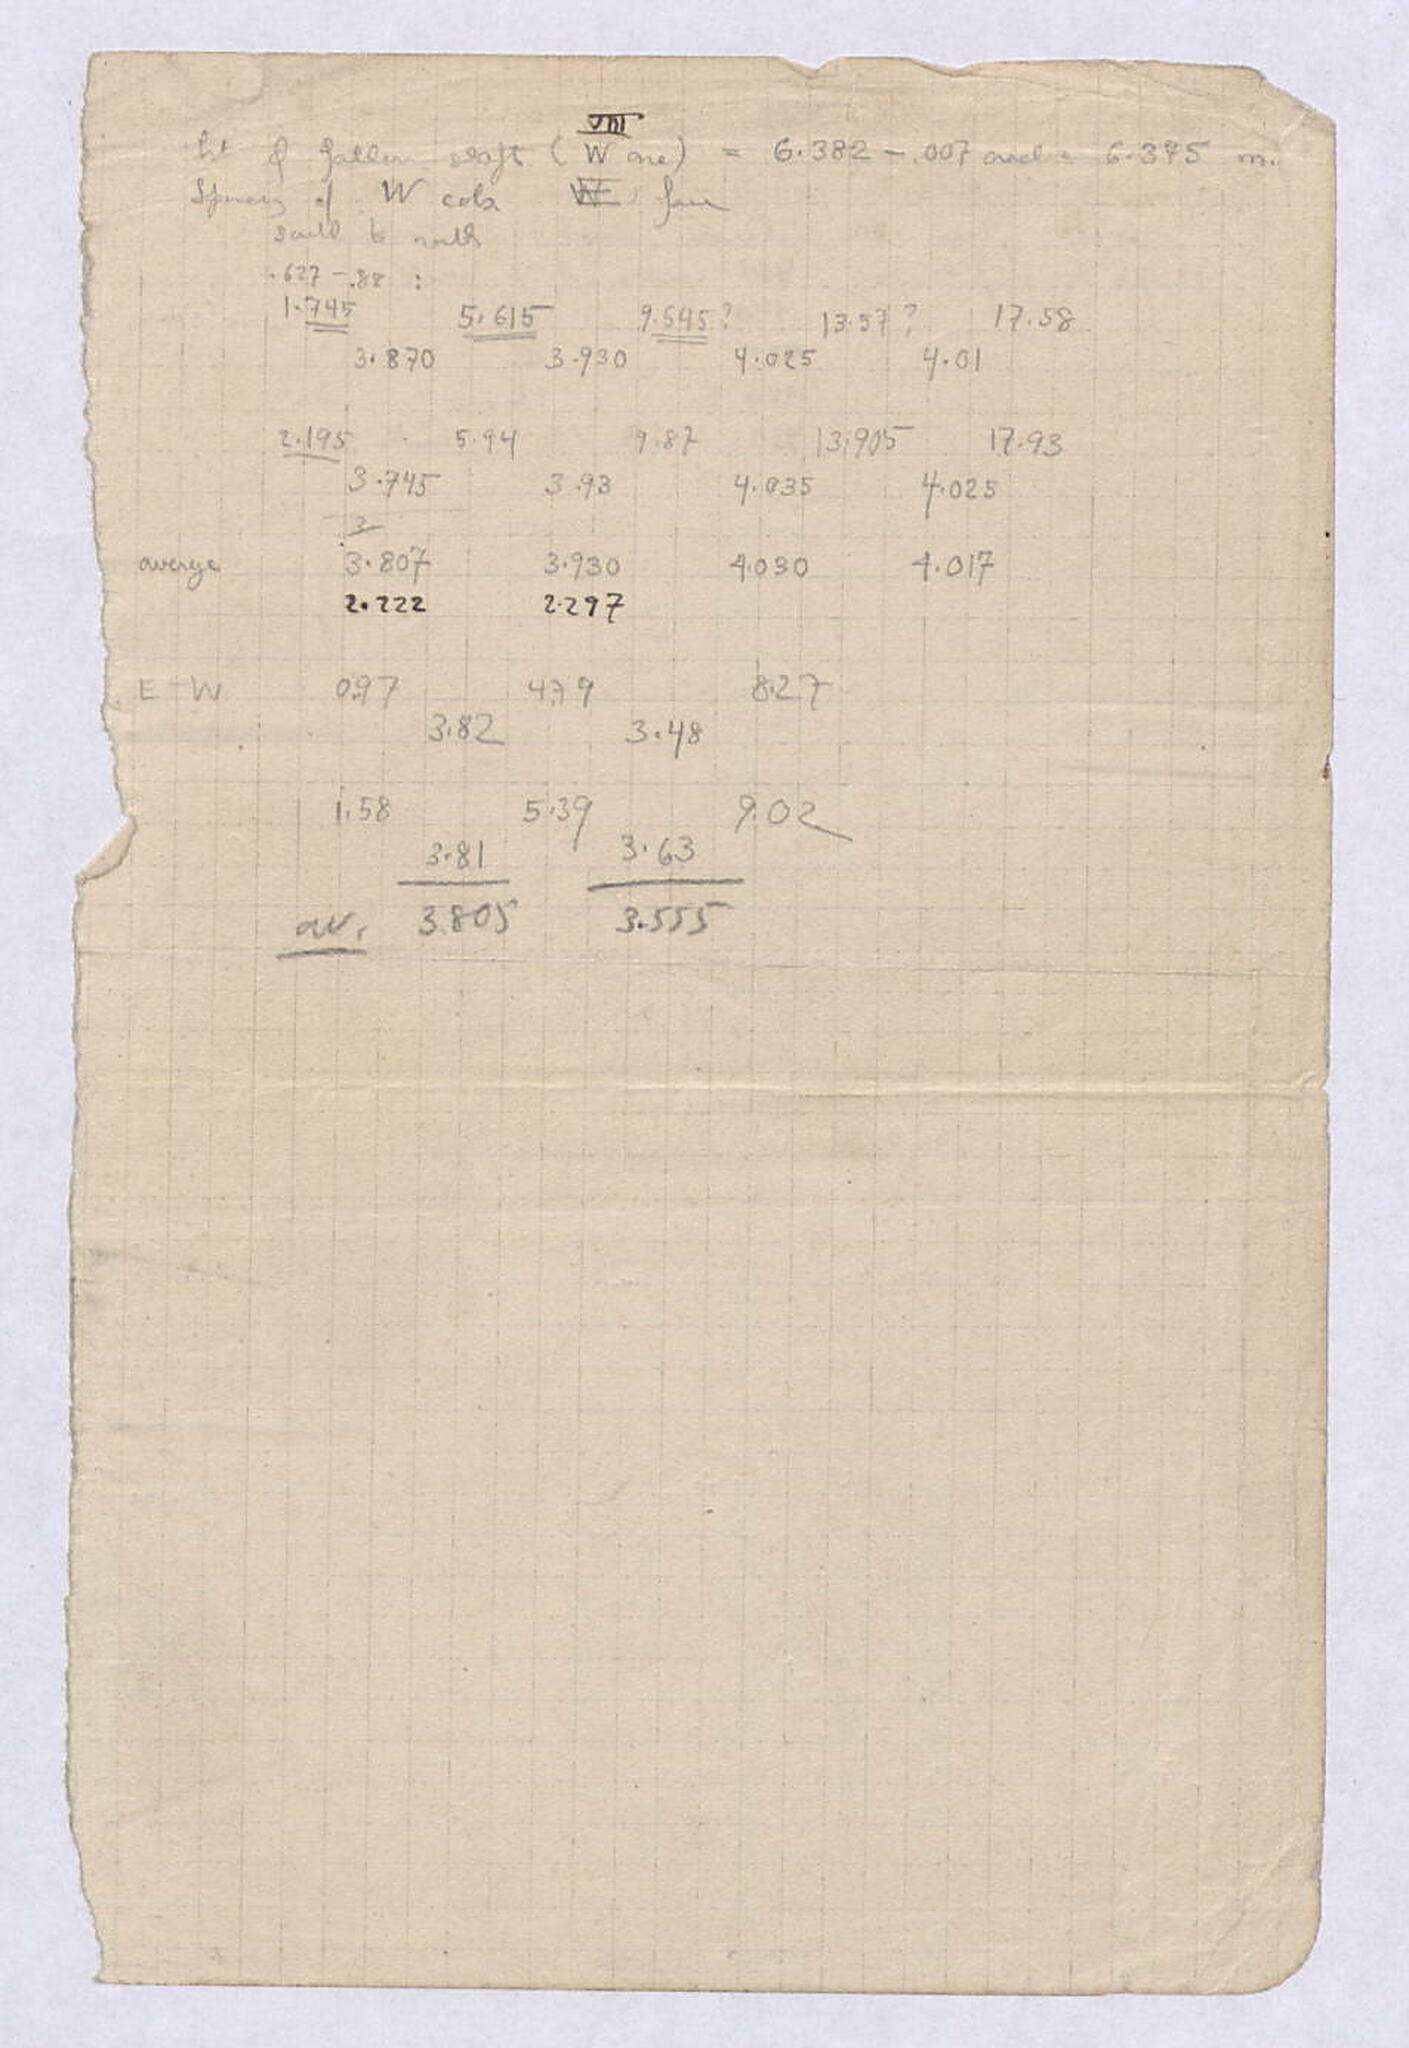 VIII
ht of fallen shaft ( W one) = 6.382 - .007 and = 6.375 m.
Spacing of W cols W face
south to north
.627 - .88 :
1.745 5.615 9.545? 13.57? 17.58
3.870 3.930 4.025 4.01
2.195 5.94 9.87 13.905 17.93
3.745 3.93 4.035 4.025
2
average 3.807 3.930 4.030 4.017
2.222 2.297
E - W 0.97 4.79 8.27
3.82 3.48
1.58 5.39 9.02
3.81 3.63
av. 3.805 3.555